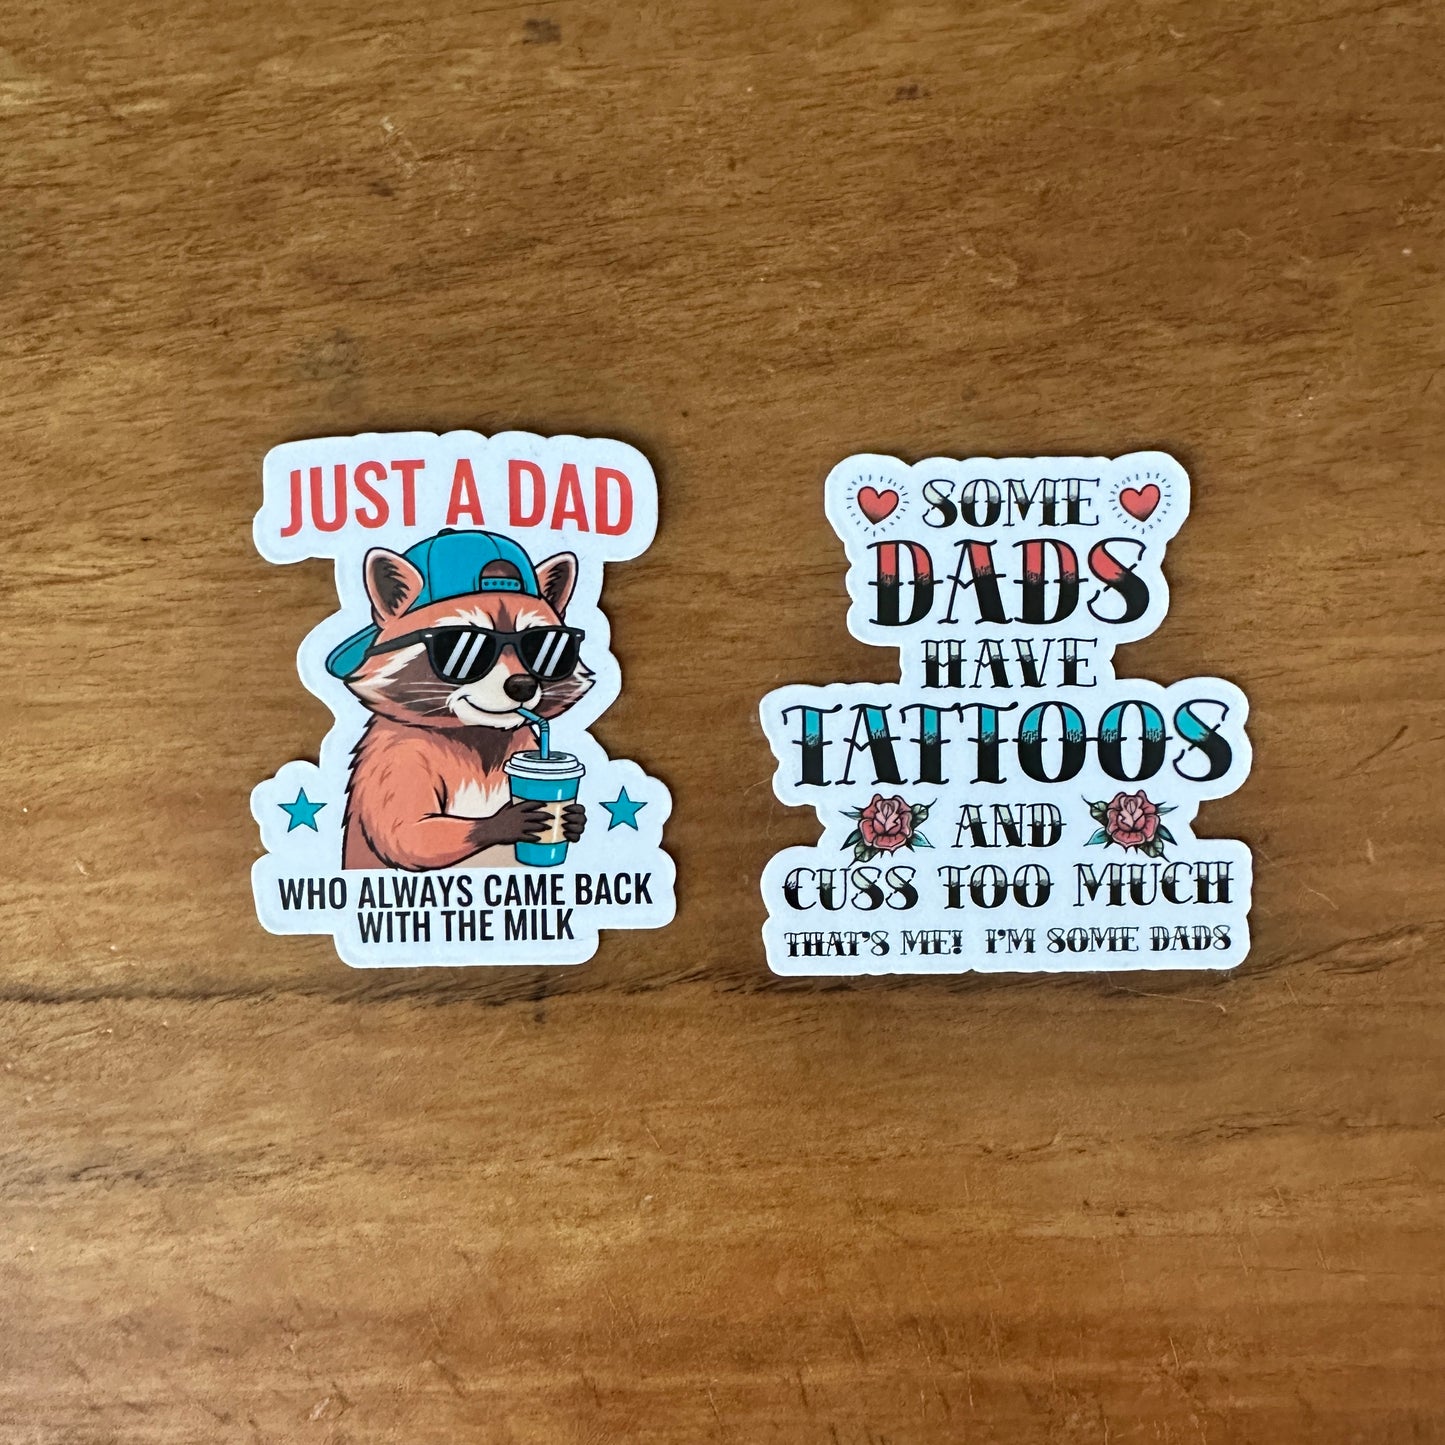 JUST A DAD
WHO ALWAYS CAME BACK
WITH THE MILK
SOME
DADS
HAVE
TATTOOS
AND
CUSS TOO MUCH
THAT'S ME! I'M SOME DADS